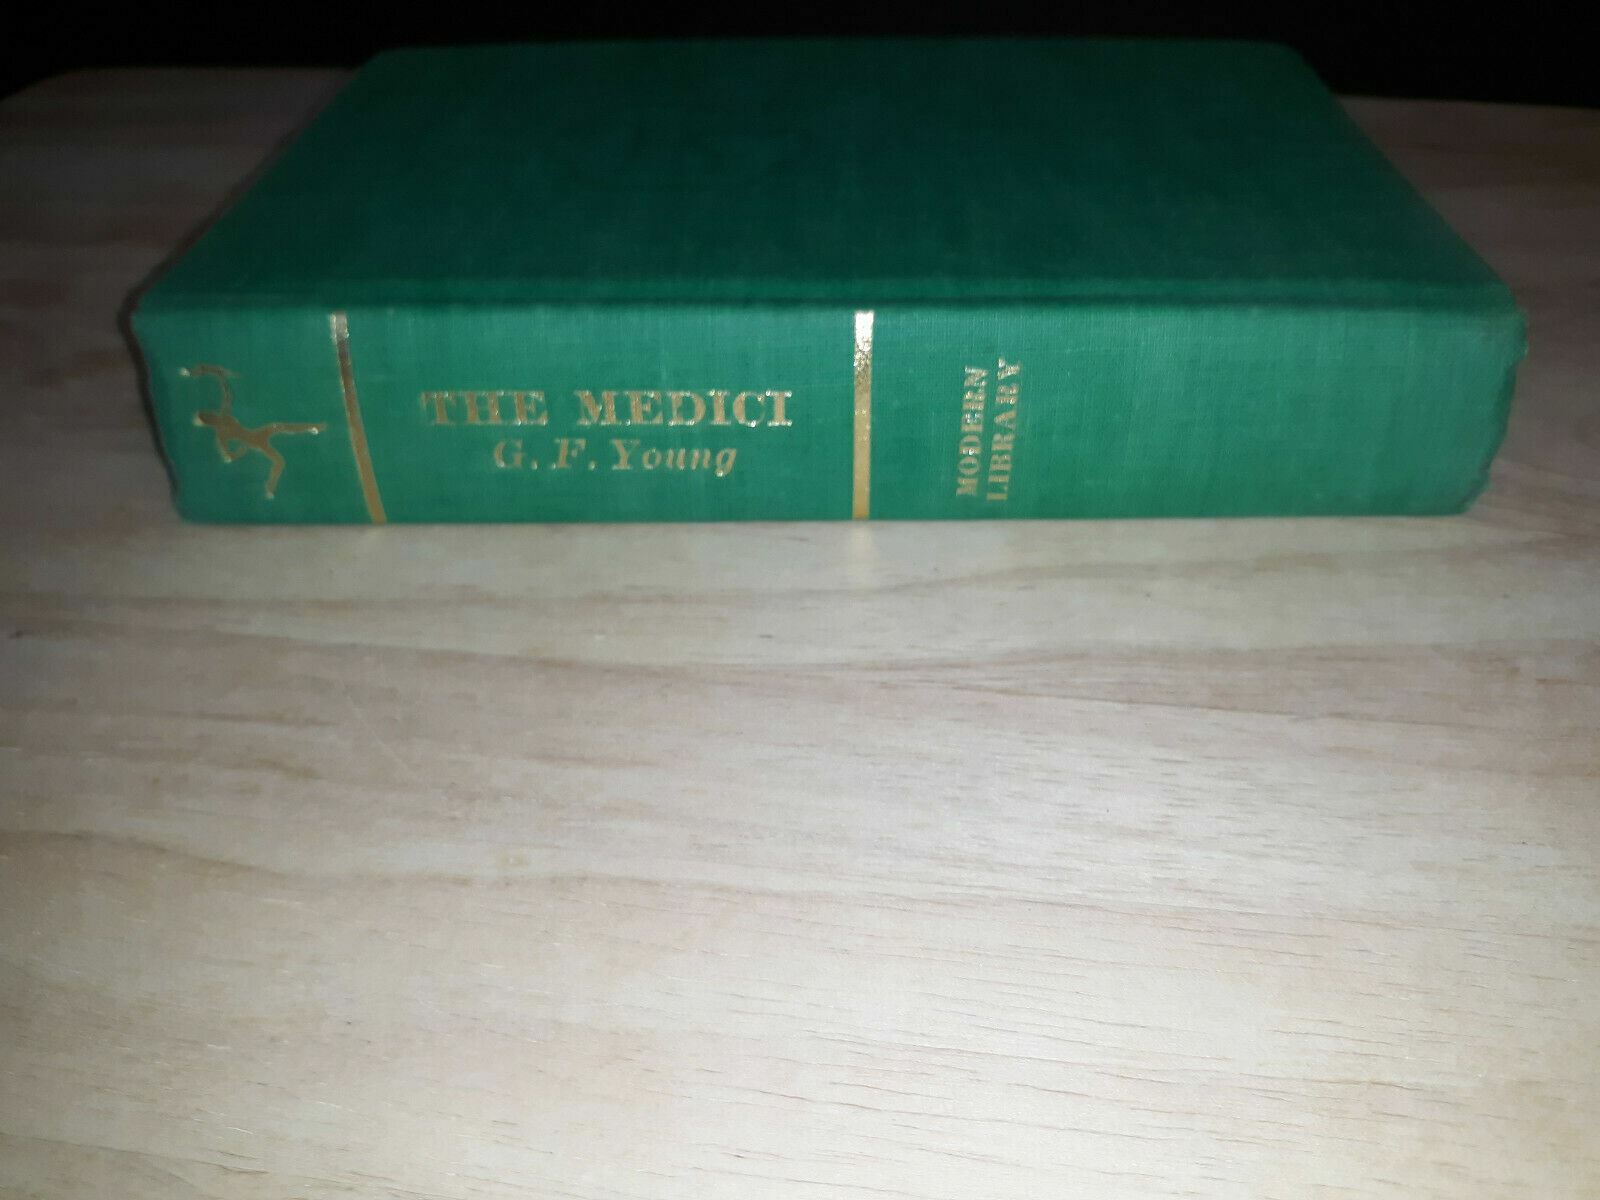 THE MEDICI
G. F. Young
MODERN
LIBRARY